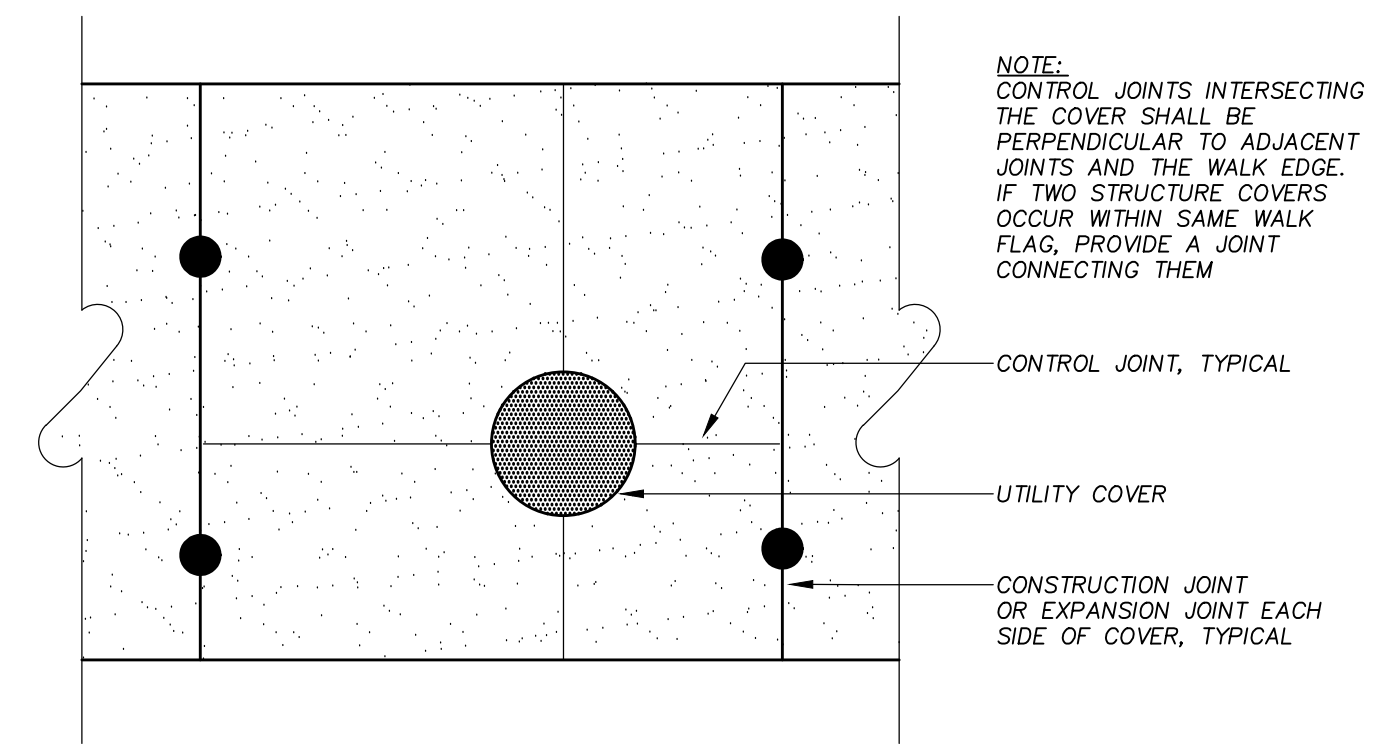 NOTE:
CONTROL JOINTS INTERSECTING
THE COVER SHALL BE
PERPENDICULAR TO ADJACENT
JOINTS AND THE WALK EDGE.
IF TWO STRUCTURE COVERS
OCCUR WITHIN SAME WALK
FLAG, PROVIDE A JOINT
CONNECTING THEM
CONTROL JOINT, TYPICAL
UTILITY COVER
CONSTRUCTION JOINT
OR EXPANSION JOINT EACH
SIDE OF COVER, TYPICAL